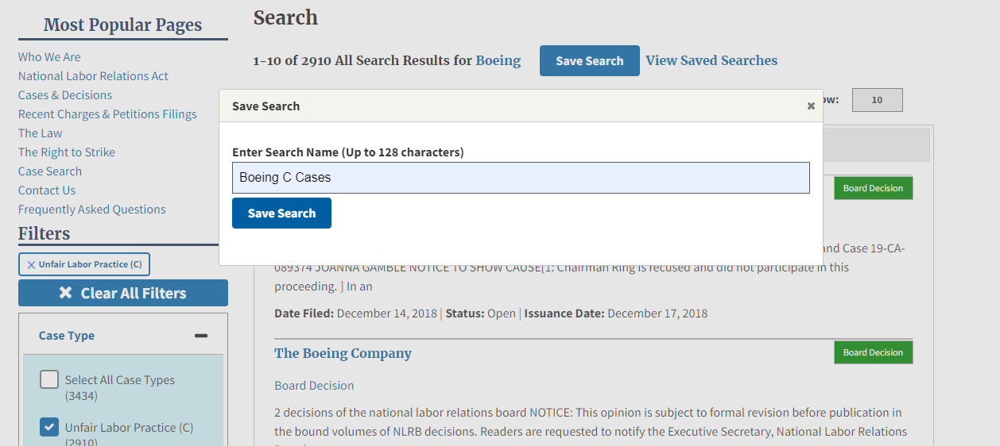 Most Popular Pages
Who We Are
National Labor Relations Act
Cases & Decisions
Recent Charges & Petitions Filings
The Law
The Right to Strike
Case Search
Contact Us
Frequently Asked Questions
Filters
Unfair Labor Practice (C)
Clear All Filters
Case Type
Select All Case Types
(3434)
Unfair Labor Practice (C)
(2910)
Search
1-10 of 2910 All Search Results for Boeing
Save Search
View Saved Searches
10
Save Search
Enter Search Name (Up to 128 characters)
Boeing C Cases
Save Search
Board Decision
and Case 19-CA-
089374 JOANNA GAMBLE NOTICE TO SHOW CAUSE[1: Chairman Ring is recused and did not participate in this
proceeding. ] In an
Date Filed: December 14, 2018 | Status: Open | Issuance Date: December 17, 2018
The Boeing Company
Board Decision
Board Decision
2 decisions of the national labor relations board NOTICE: This opinion is subject to formal revision before publication in
the bound volumes of NLRB decisions. Readers are requested to notify the Executive Secretary, National Labor Relations